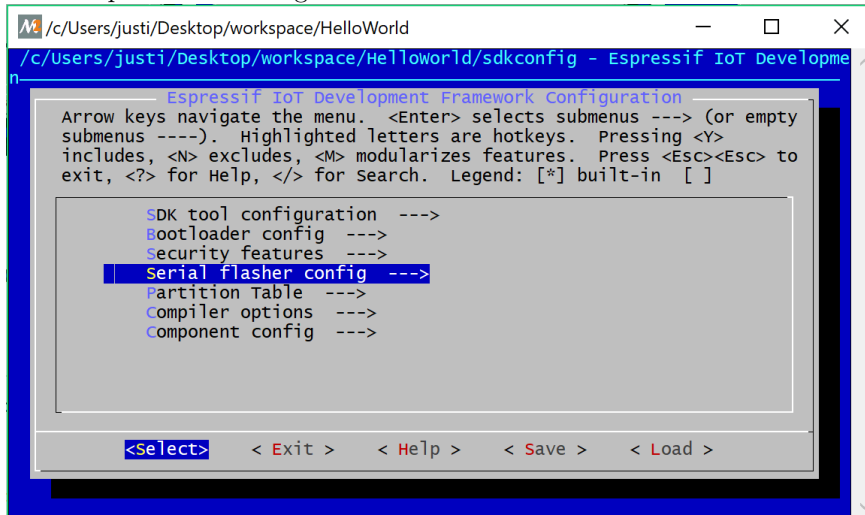 /c/Users/justi/Desktop/workspace/HelloWorld
/c/Users/justi/Desktop/workspace/HelloWorld/sdkconfig - Espressif IoT Developme
n
Espressif IoT Development Framework Configuration
Arrow keys navigate the menu.  <Enter> selects submenus ---> (or empty
submenus ----).  Highlighted letters are hotkeys.  Pressing <Y>
includes, <N> excludes, <M> modularizes features.  Press <Esc><Esc> to
exit, <?> for Help, </> for Search.  Legend: [*] built-in  [ ]
SDK tool configuration  --->
Bootloader config  --->
Security features  --->
Serial flasher config  --->
Partition Table  --->
Compiler options  --->
Component config  --->
<Select>    < Exit >    < Help >    < Save >    < Load >